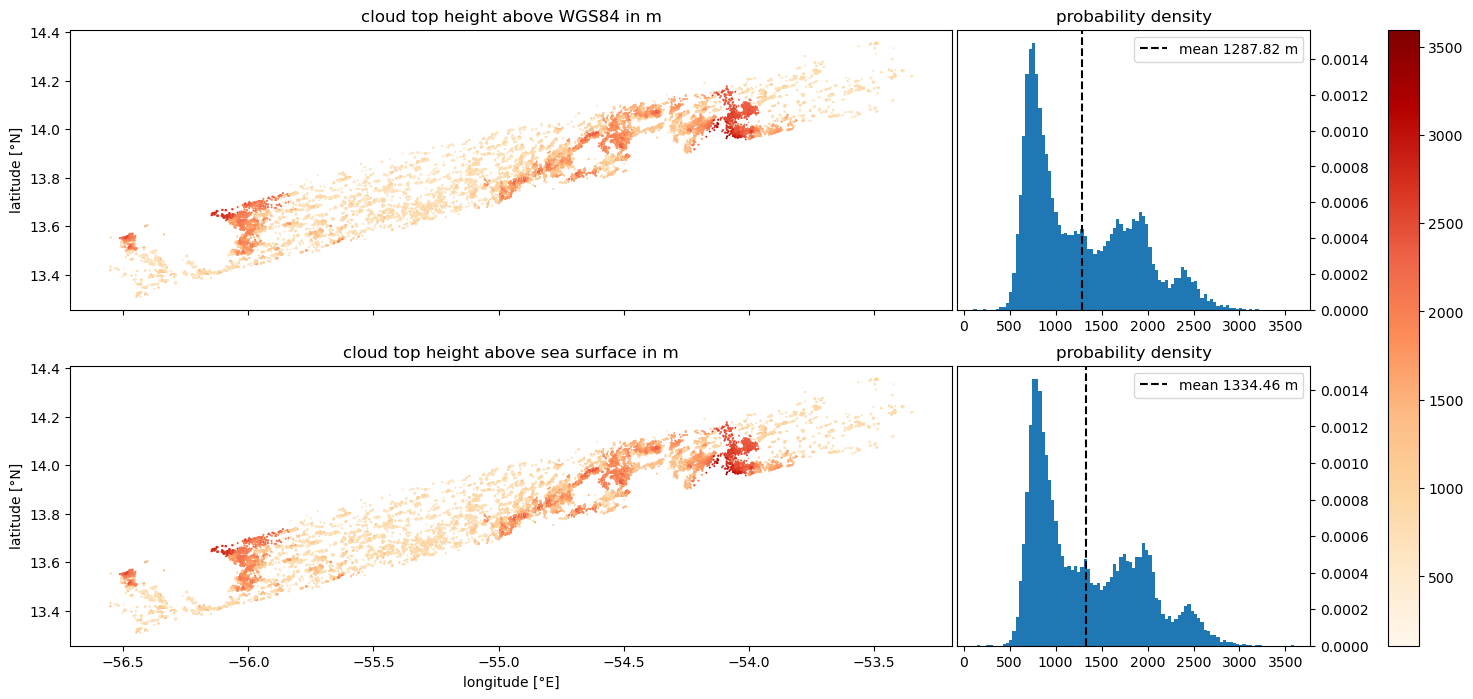 cloud top height above WGS84 in m
probability density
14.4
14.2
14.0
13.8
13.6
13.4
latitude [°N]
mean 1287.82 m
0.0014
0.0012
0.0010
0.0008
0.0006
0.0004
0.0002
0.0000
0 500 1000 1500 2000 2500 3000 3500
cloud top height above sea surface in m
probability density
14.4
14.2
14.0
13.8
13.6
13.4
latitude [°N]
−56.5 −56.0 −55.5 −55.0 −54.5 −54.0 −53.5
longitude [°E]
mean 1334.46 m
0.0014
0.0012
0.0010
0.0008
0.0006
0.0004
0.0002
0.0000
0 500 1000 1500 2000 2500 3000 3500
3500
3000
2500
2000
1500
1000
500